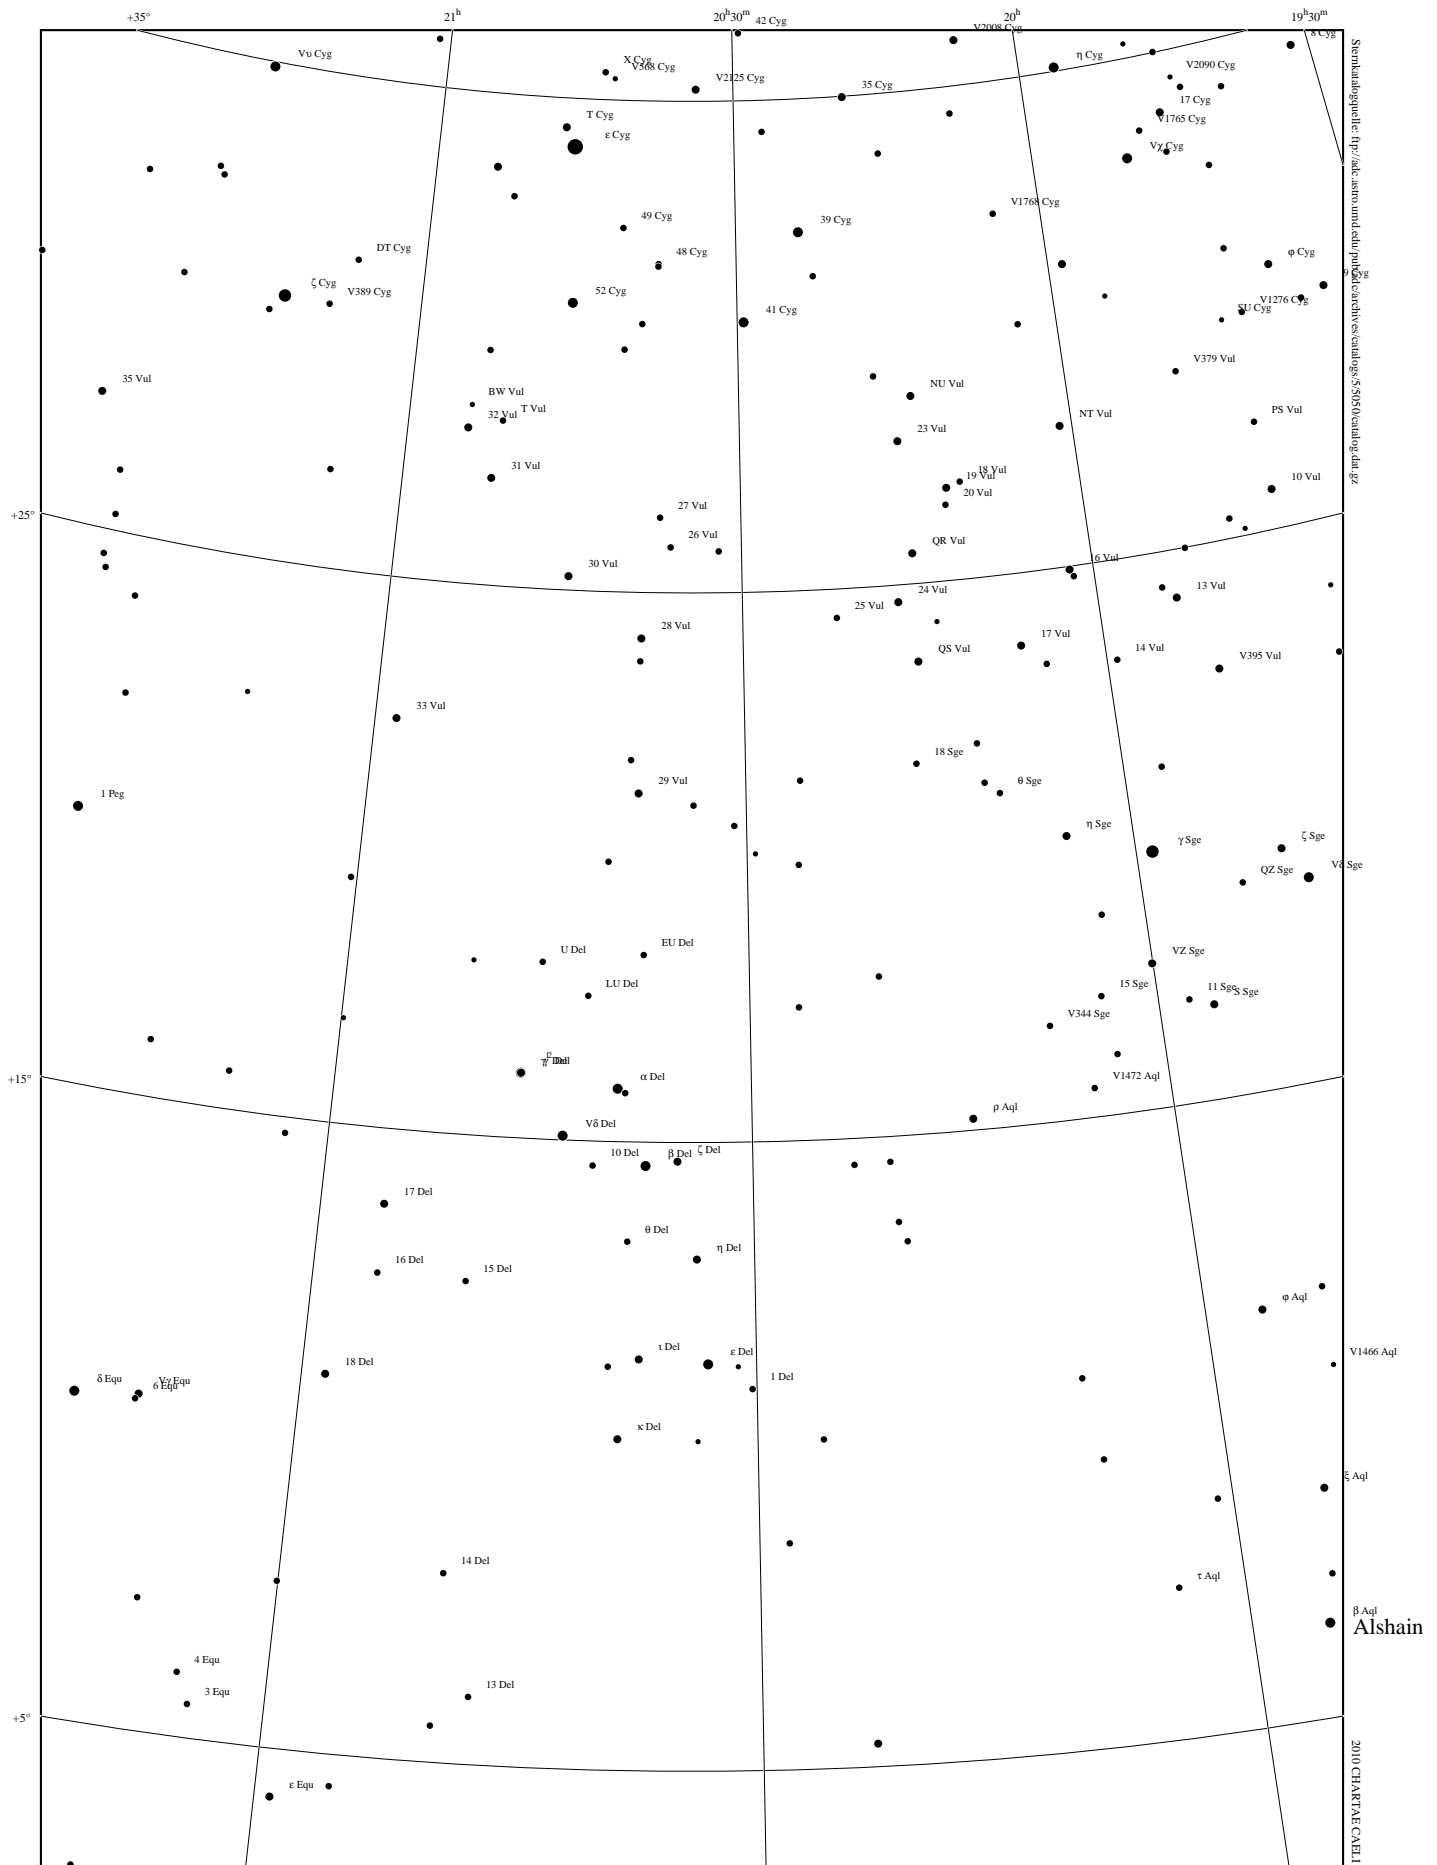 +35°
21h
20h30m
42 Cyg
20h
19h30m
V2008 Cyg
8 Cyg
Vυ Cyg
X Cyg
V568 Cyg
V2125 Cyg
η Cyg
V2090 Cyg
35 Cyg
17 Cyg
T Cyg
V1765 Cyg
ε Cyg
Vχ Cyg
V1768 Cyg
49 Cyg
39 Cyg
DT Cyg
48 Cyg
φ Cyg
9 Cyg
ζ Cyg
V389 Cyg
52 Cyg
V1276 Cyg
SU Cyg
41 Cyg
V379 Vul
35 Vul
NU Vul
BW Vul
T Vul
32 Vul
NT Vul
PS Vul
23 Vul
31 Vul
18 Vul
19 Vul
20 Vul
10 Vul
+25°
27 Vul
26 Vul
QR Vul
16 Vul
30 Vul
24 Vul
13 Vul
25 Vul
28 Vul
17 Vul
QS Vul
14 Vul
V395 Vul
33 Vul
18 Sge
θ Sge
29 Vul
1 Peg
η Sge
γ Sge
ζ Sge
QZ Sge
Vδ Sge
U Del
EU Del
VZ Sge
LU Del
15 Sge
11 Sge
S Sge
V344 Sge
α Del
V1472 Aql
+15°
ρ Aql
Vδ Del
10 Del
β Del
ζ Del
17 Del
θ Del
η Del
16 Del
15 Del
φ Aql
ι Del
ε Del
V1466 Aql
18 Del
1 Del
δ Equ
Vγ Equ
6 Equ
κ Del
ξ Aql
14 Del
τ Aql
β Aql
Alshain
4 Equ
3 Equ
13 Del
+5°
ε Equ
Sternkatalogquelle: ftp://adc.astro.umd.edu/pub/adc/archives/catalogs/5/5050/catalog.dat.gz
2010 CHARTAE CAELI